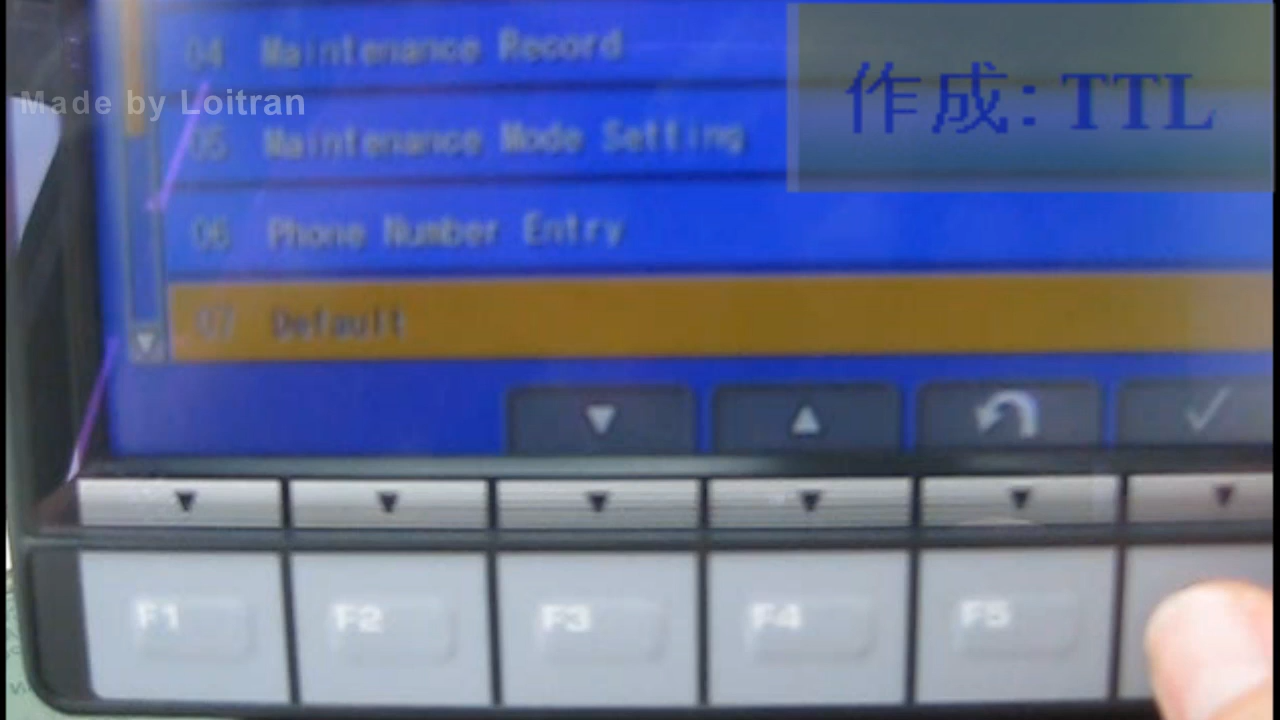 04 Maintenance Record
作成: TTL
Made by Loitran
05 Maintenance Mode Setting
06 Phone Number Entry
07 Default
F1 F2 F3 F4 F5